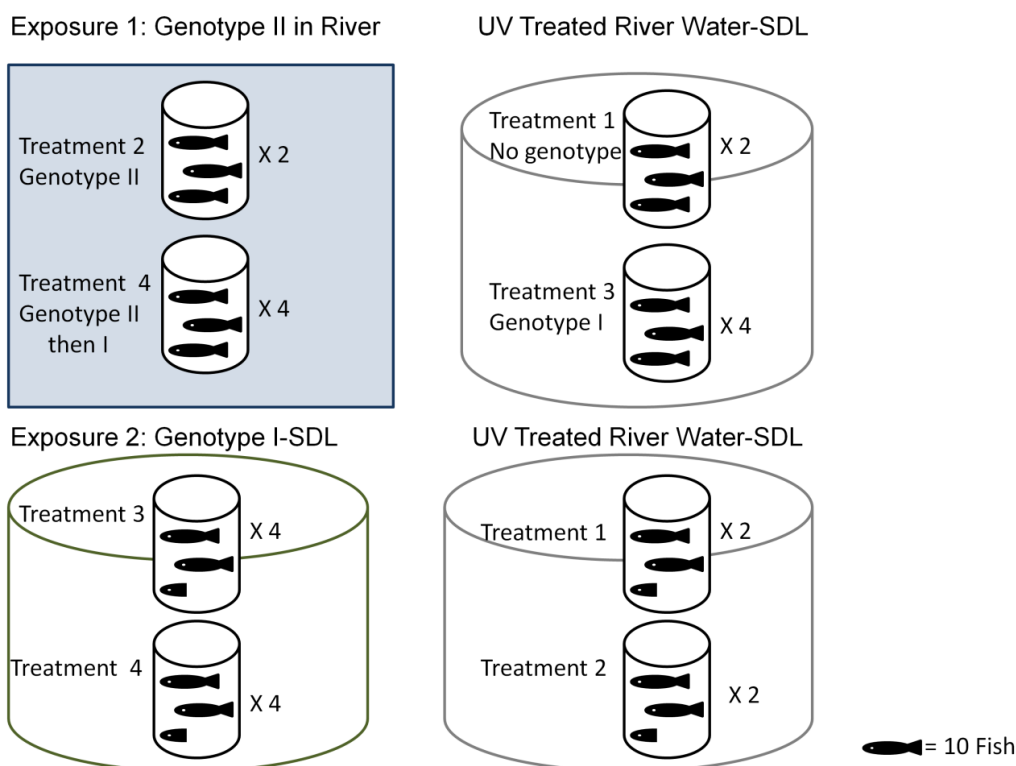 Exposure 1: Genotype II in River
UV Treated River Water-SDL
Treatment 2
Genotype II
X 2
Treatment 4
Genotype II
then I
X 4
Treatment 1
No genotype
X 2
Treatment 3
Genotype I
X 4
Exposure 2: Genotype I-SDL
UV Treated River Water-SDL
Treatment 3
X 4
Treatment 4
X 4
Treatment 1
X 2
Treatment 2
X 2
= 10 Fish